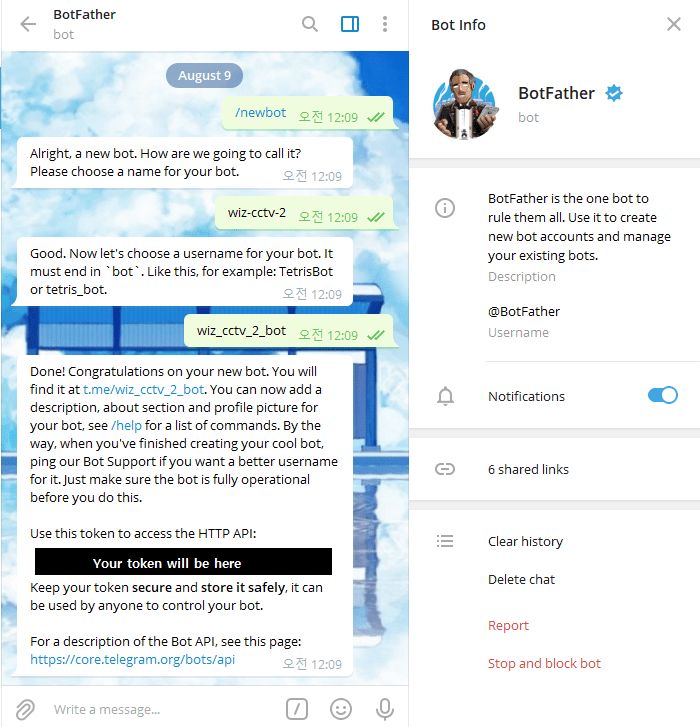 BotFather
bot
August 9
/newbot 오전 12:09
Alright, a new bot. How are we going to call it?
Please choose a name for your bot. 오전 12:09
wiz-cctv-2 오전 12:09
Good. Now let's choose a username for your bot. It
must end in `bot`. Like this, for example: TetrisBot
or tetris_bot. 오전 12:09
wiz_cctv_2_bot 오전 12:09
Done! Congratulations on your new bot. You will
find it at t.me/wiz_cctv_2_bot. You can now add a
description, about section and profile picture for
your bot, see /help for a list of commands. By the
way, when you've finished creating your cool bot,
ping our Bot Support if you want a better username
for it. Just make sure the bot is fully operational
before you do this.
Use this token to access the HTTP API:
Your token will be here
Keep your token secure and store it safely, it can
be used by anyone to control your bot.
For a description of the Bot API, see this page:
https://core.telegram.org/bots/api 오전 12:09
Write a message...
Bot Info
BotFather
bot
BotFather is the one bot to
rule them all. Use it to create
new bot accounts and manage
your existing bots.
Description
@BotFather
Username
Notifications
6 shared links
Clear history
Delete chat
Report
Stop and block bot